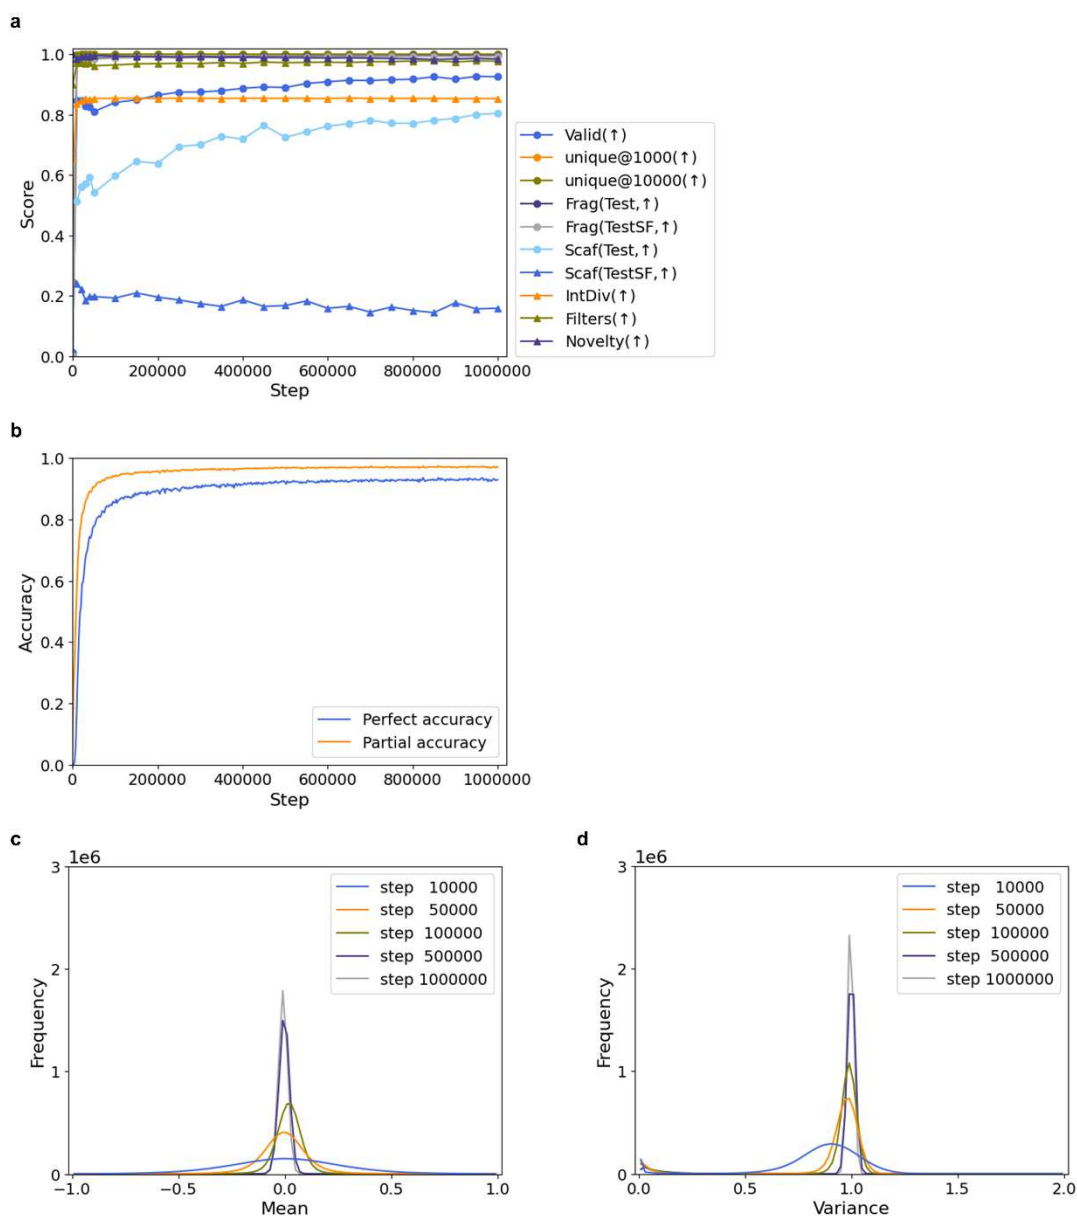 a
1.0
0.8
0.6
0.4
0.2
0.0
Score
0
200000
400000
600000
800000
1000000
Step
Valid(↑)
unique@1000(↑)
unique@10000(↑)
Frag(Test,↑)
Frag(TestSF,↑)
Scaf(Test,↑)
Scaf(TestSF,↑)
IntDiv(↑)
Filters(↑)
Novelty(↑)
b
1.0
0.8
0.6
0.4
0.2
0.0
Accuracy
0
200000
400000
600000
800000
1000000
Step
Perfect accuracy
Partial accuracy
c
1e6
3
2
1
0
Frequency
−1.0
−0.5
0.0
0.5
1.0
Mean
step 10000
step 50000
step 100000
step 500000
step 1000000
d
1e6
3
2
1
0
Frequency
0.0
0.5
1.0
1.5
2.0
Variance
step 10000
step 50000
step 100000
step 500000
step 1000000